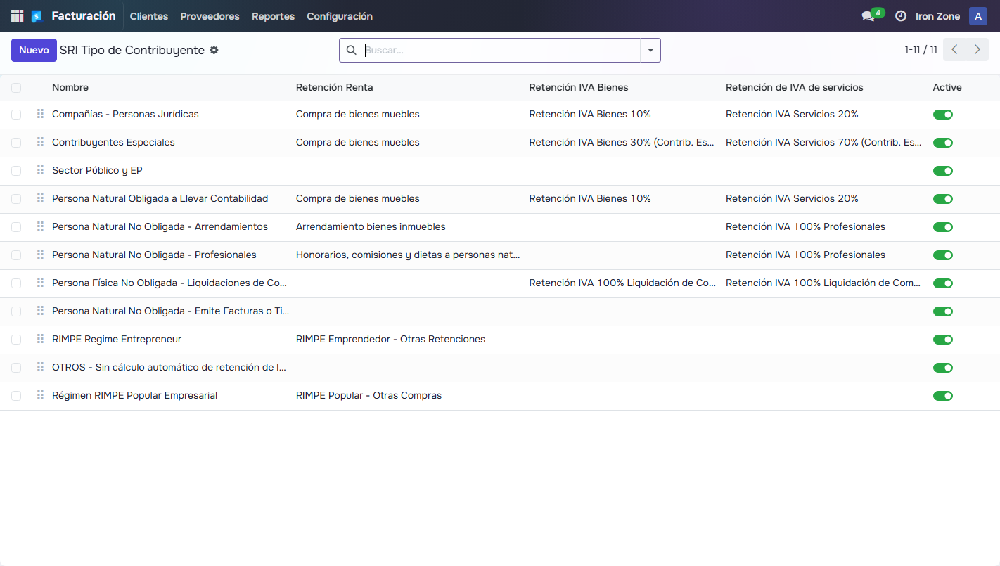 Facturación Clientes Proveedores Reportes Configuración 4 Iron Zone A
Nuevo SRI Tipo de Contribuyente Buscar... 1-11 / 11
Nombre Retención Renta Retención IVA Bienes Retención de IVA de servicios Active
Compañías - Personas Jurídicas Compra de bienes muebles Retención IVA Bienes 10% Retención IVA Servicios 20%
Contribuyentes Especiales Compra de bienes muebles Retención IVA Bienes 30% (Contrib. Es... Retención IVA Servicios 70% (Contrib. Es...
Sector Público y EP
Persona Natural Obligada a Llevar Contabilidad Compra de bienes muebles Retención IVA Bienes 10% Retención IVA Servicios 20%
Persona Natural No Obligada - Arrendamientos Arrendamiento bienes inmuebles Retención IVA 100% Profesionales
Persona Natural No Obligada - Profesionales Honorarios, comisiones y dietas a personas nat... Retención IVA 100% Profesionales
Persona Física No Obligada - Liquidaciones de Co... Retención IVA 100% Liquidación de Co... Retención IVA 100% Liquidación de Com...
Persona Natural No Obligada - Emite Facturas o Ti...
RIMPE Regime Entrepreneur RIMPE Emprendedor - Otras Retenciones
OTROS - Sin cálculo automático de retención de I...
Régimen RIMPE Popular Empresarial RIMPE Popular - Otras Compras